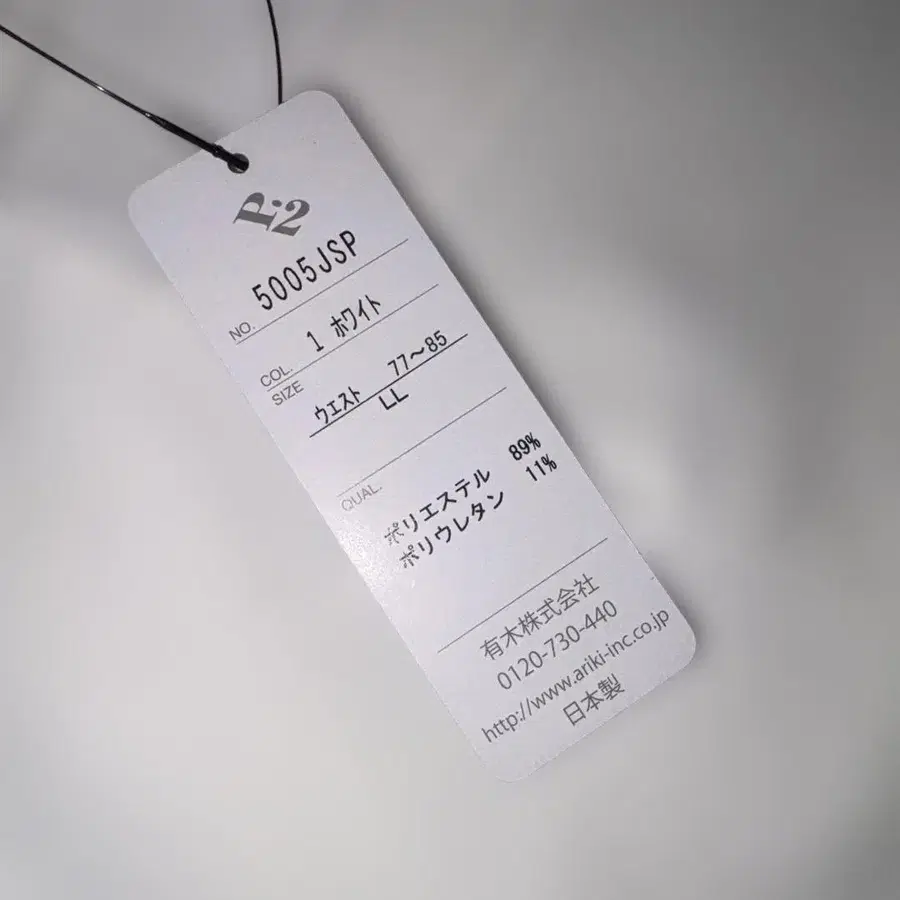 P.2
NO. 5005JSP
COL. 1 ホワイト
SIZE
ウエスト 77～85
LL
QUAL.
ポリエステル 89%
ポリウレタン 11%
有木株式会社
0120-730-440
http://www.ariki-inc.co.jp
日本製